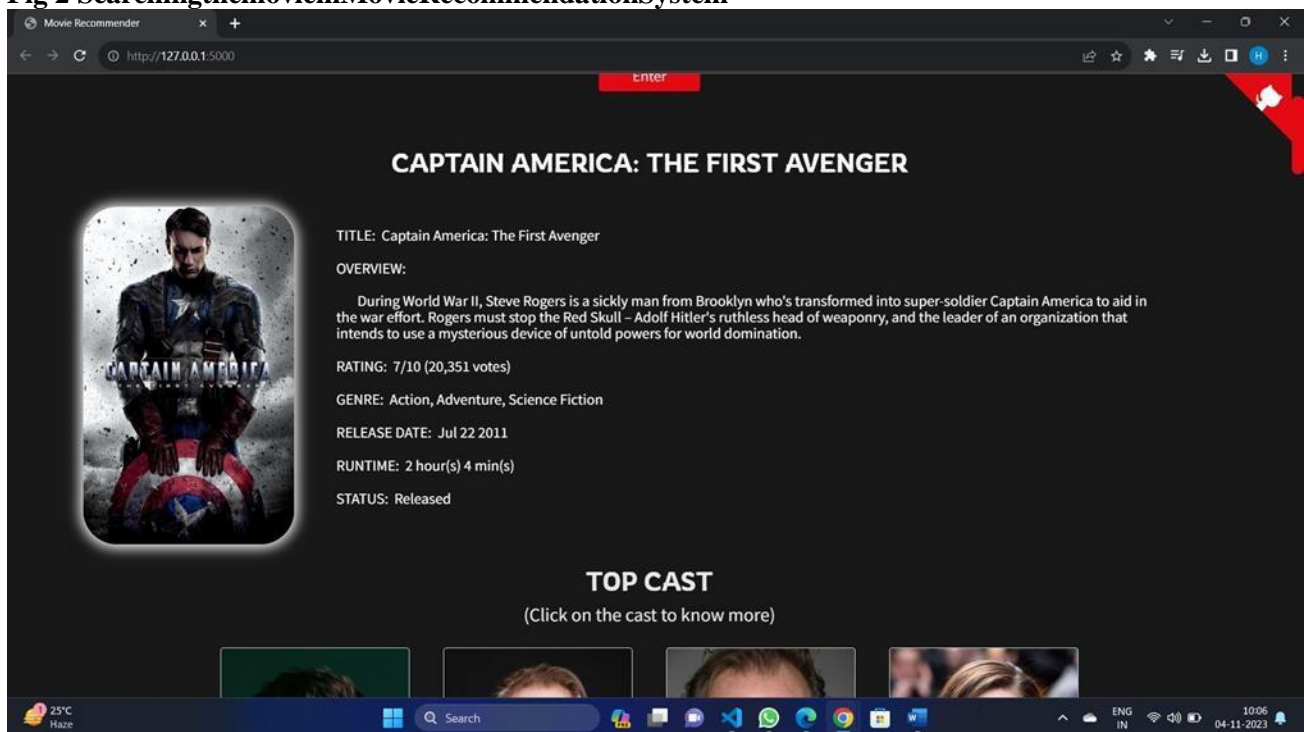 Fig 2 SearchingthemovieinMovieRecommendationSystem
Movie Recommender
http://127.0.0.1:5000
H
Enter
CAPTAIN AMERICA: THE FIRST AVENGER
CAPTAIN AMERICA
THE FIRST AVENGER
TITLE: Captain America: The First Avenger
OVERVIEW:
During World War II, Steve Rogers is a sickly man from Brooklyn who's transformed into super-soldier Captain America to aid in
the war effort. Rogers must stop the Red Skull – Adolf Hitler's ruthless head of weaponry, and the leader of an organization that
intends to use a mysterious device of untold powers for world domination.
RATING: 7/10 (20,351 votes)
GENRE: Action, Adventure, Science Fiction
RELEASE DATE: Jul 22 2011
RUNTIME: 2 hour(s) 4 min(s)
STATUS: Released
TOP CAST
(Click on the cast to know more)
1
25°C
Haze
Search
ENG
IN
10:06
04-11-2023